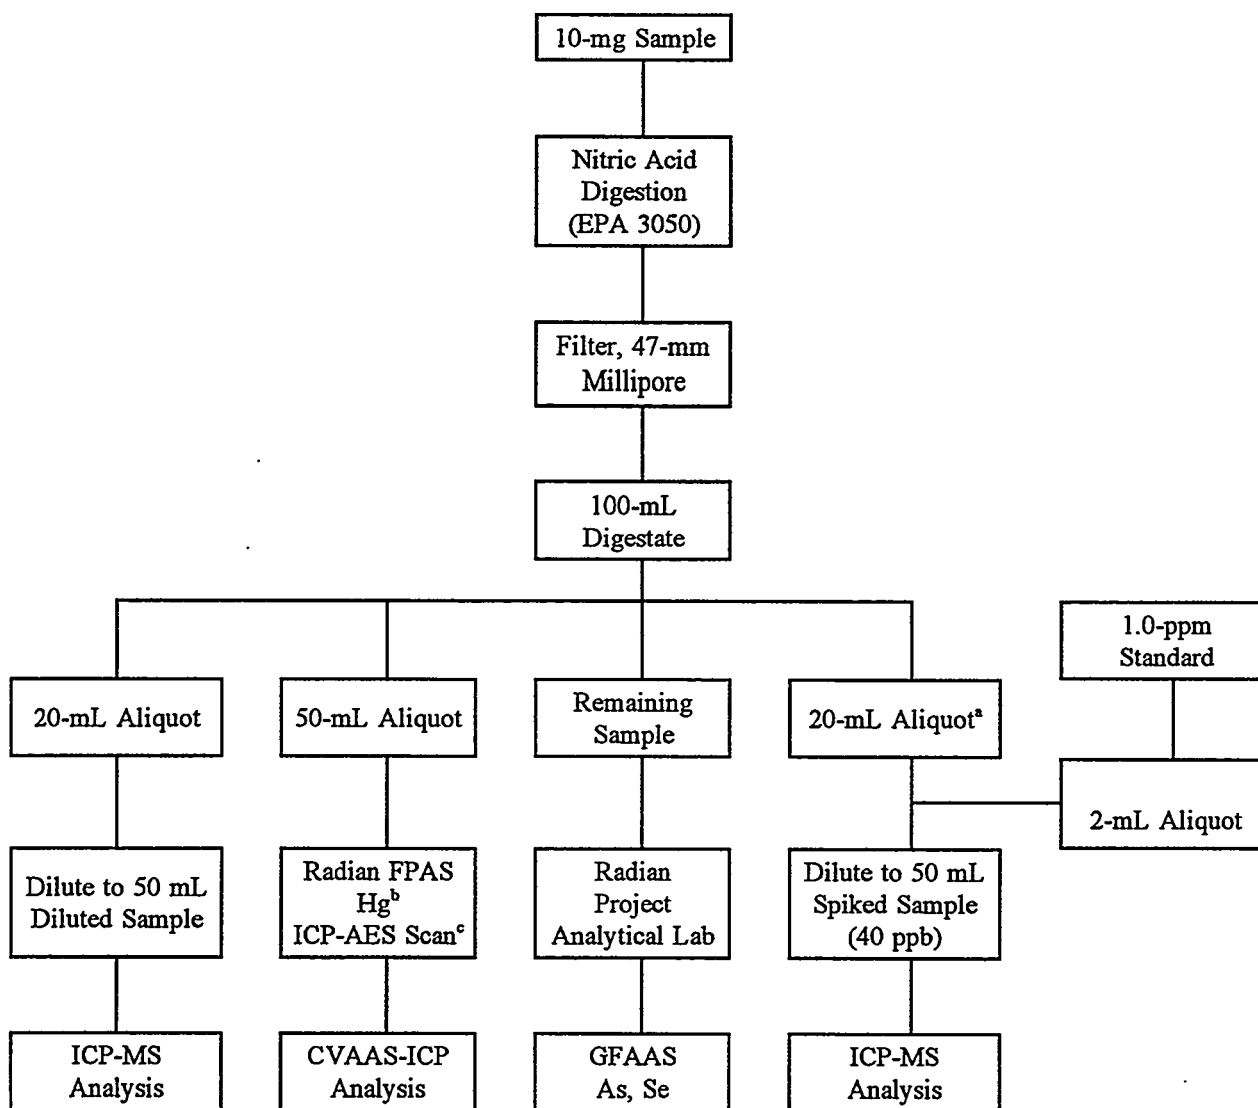 10-mg Sample
Nitric Acid
Digestion
(EPA 3050)
Filter, 47-mm
Millipore
100-mL
Digestate
1.0-ppm
Standard
20-mL Aliquot
50-mL Aliquot
Remaining
Sample
20-mL Aliquotᵃ
2-mL Aliquot
Dilute to 50 mL
Diluted Sample
Radian FPAS
Hgᵇ
ICP-AES Scanᶜ
Radian
Project
Analytical Lab
Dilute to 50 mL
Spiked Sample
(40 ppb)
ICP-MS
Analysis
CVAAS-ICP
Analysis
GFAAS
As, Se
ICP-MS
Analysis